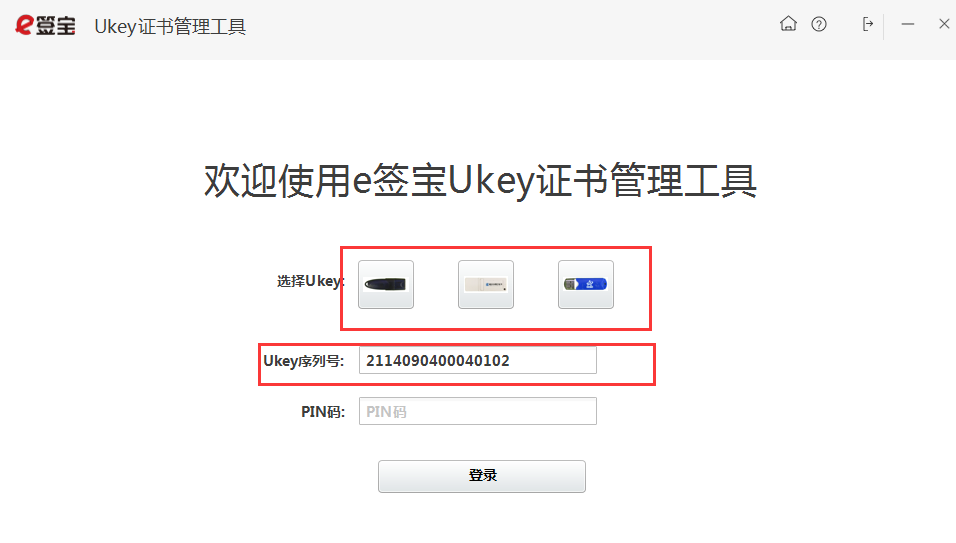 e签宝 Ukey证书管理工具
欢迎使用e签宝Ukey证书管理工具
选择Ukey:
Ukey序列号: 2114090400040102
PIN码: PIN码
登录